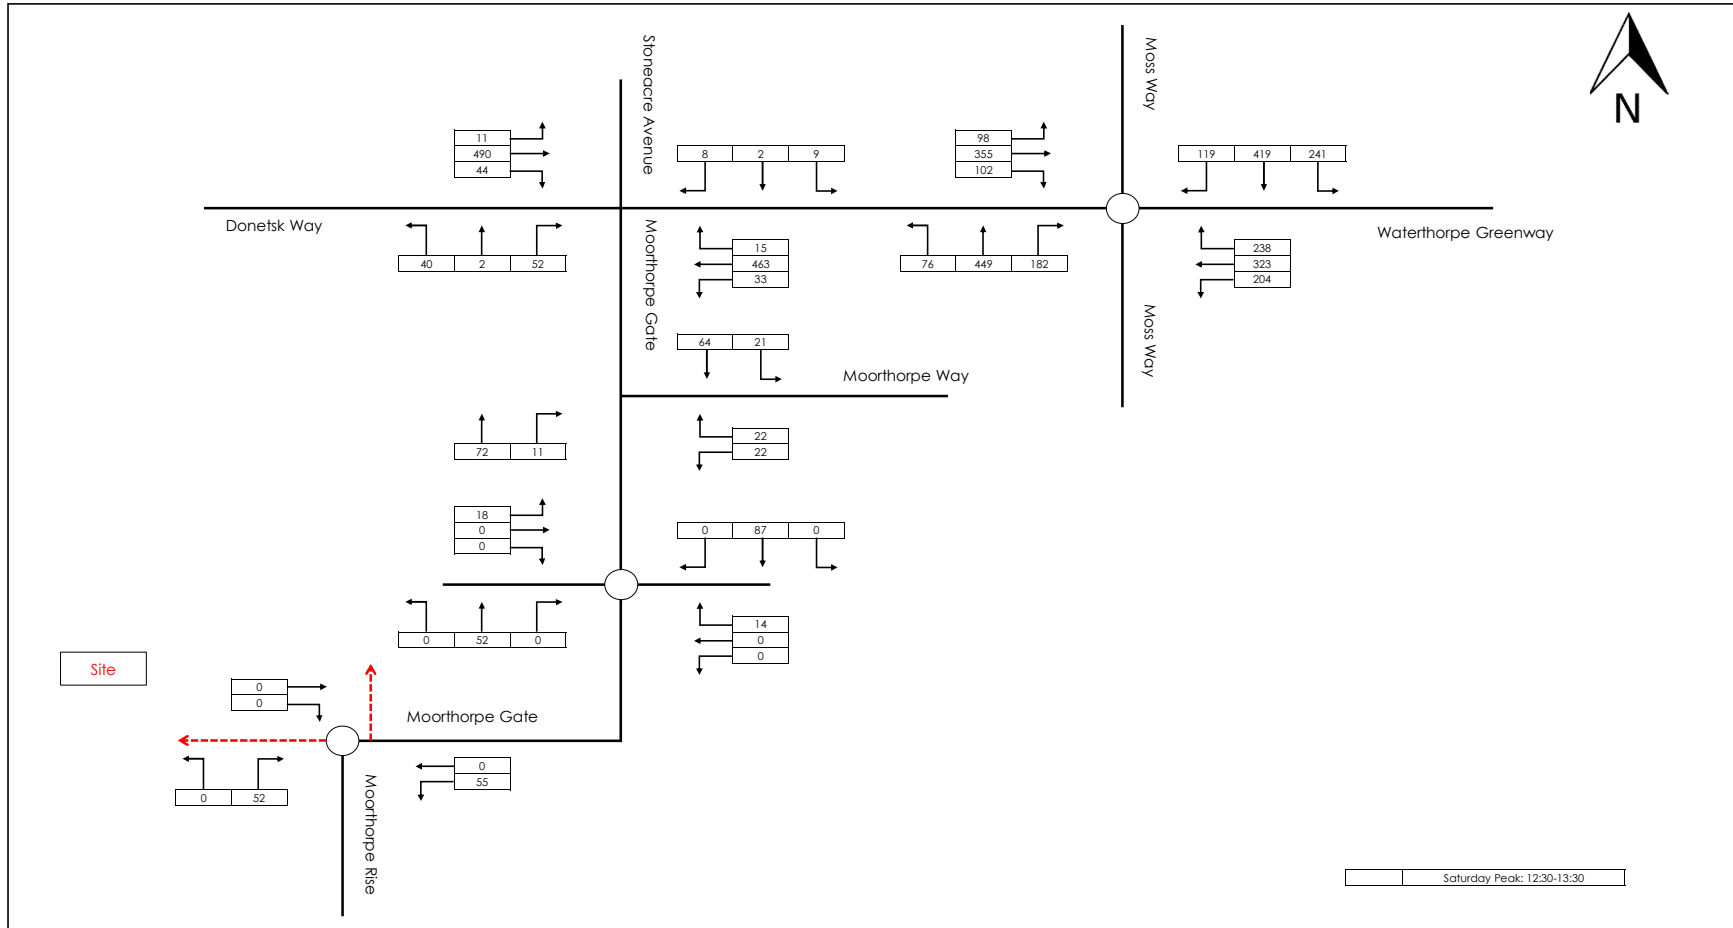 Stoneacre Avenue
Moss Way
N
11
490
44
8 2 9
98
355
102
119 419 241
Donetsk Way
Moorthorpe Gate
Waterthorpe Greenway
40 2 52
15
463
33
76 449 182
238
323
204
Moss Way
64 21
Moorthorpe Way
72 11
22
22
18
0
0
0 87 0
0 52 0
14
0
0
Site
0
0
Moorthorpe Gate
0
55
0 52
Moorthorpe Rise
Saturday Peak: 12:30-13:30